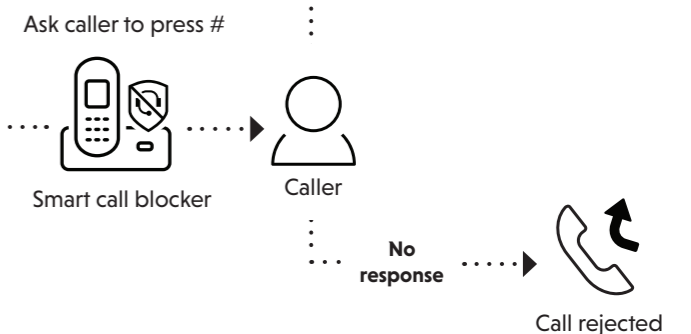 Ask caller to press #
Smart call blocker
Caller
No
response
Call rejected